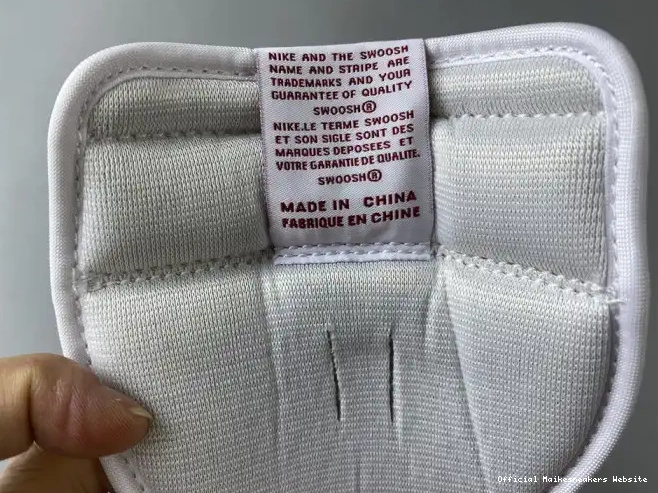 NIKE AND THE SWOOSH
NAME AND STRIPE ARE
TRADEMARKS AND YOUR
GUARANTEE OF QUALITY
SWOOSH®
NIKE.LE TERME SWOOSH
ET SON SIGLE SONT DES
MARQUES DEPOSEES ET
VOTRE GARANTIE DE QUALITE.
SWOOSH®
MADE IN CHINA
FABRIQUE EN CHINE
Official Maikesneakers Website